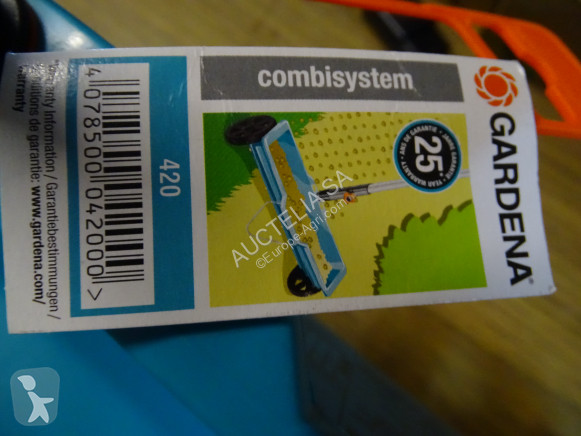 combisystem
GARDENA®
25*
ANS DE GARANTIE
JAHRE GARANTIE
YEAR WARRANTY
AUCTELIA SA
©Europe-Agri.com
420
4 078500 042000 >
Warranty Information / Garantiebestimmungen /
Conditions de garantie: www.gardena.com/
warranty